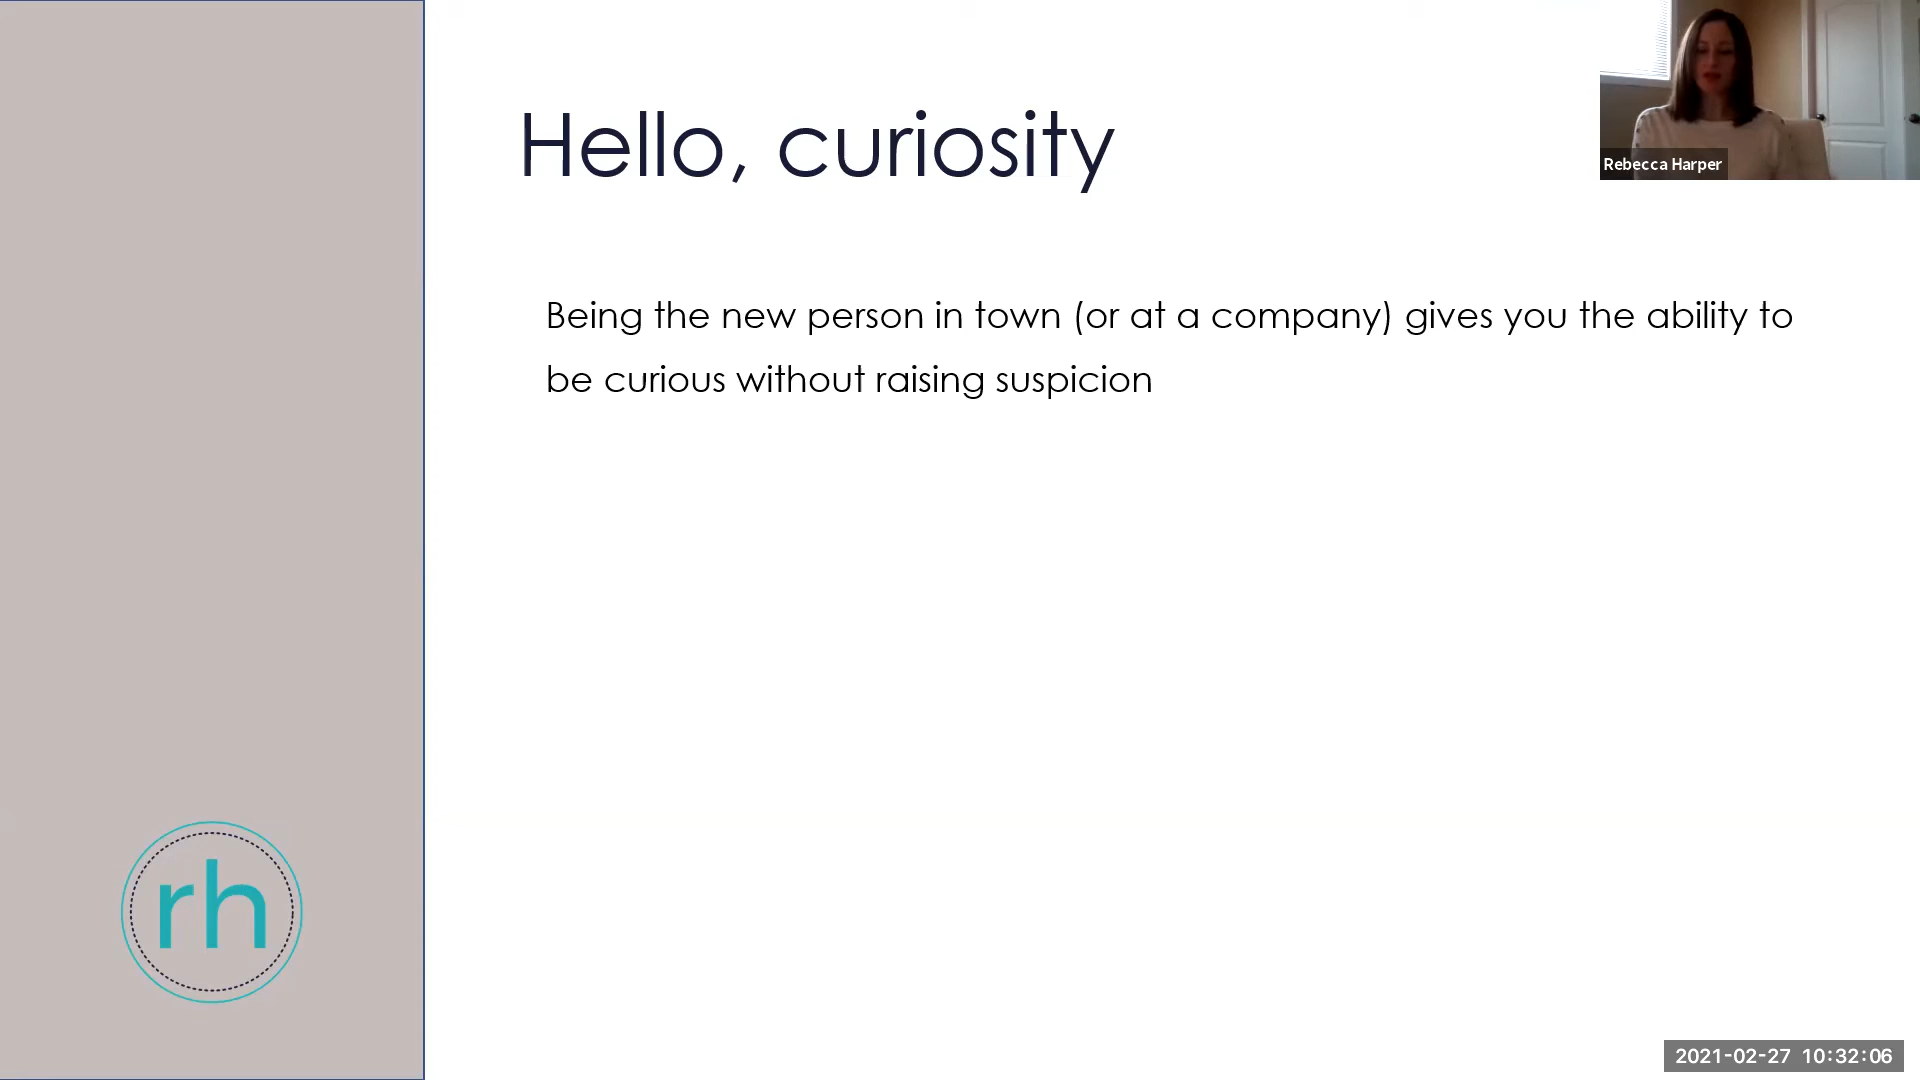 Hello, curiosity
Rebecca Harper
Being the new person in town (or at a company) gives you the ability to
be curious without raising suspicion
rh
2021-02-27 10:32:06